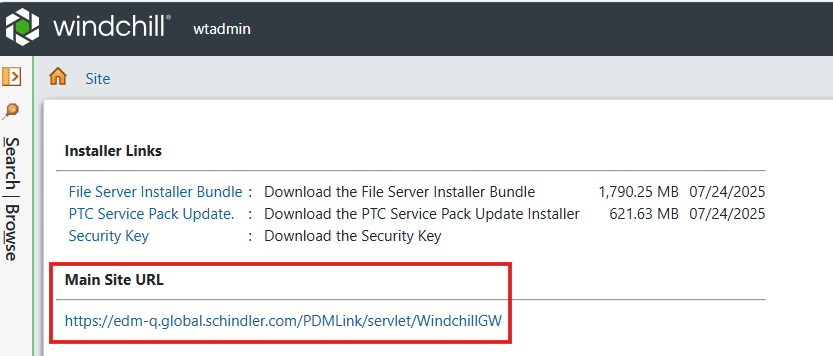 windchill® wtadmin
Site
Search | Browse
Installer Links
File Server Installer Bundle : Download the File Server Installer Bundle 1,790.25 MB 07/24/2025
PTC Service Pack Update. : Download the PTC Service Pack Update Installer 621.63 MB 07/24/2025
Security Key : Download the Security Key
Main Site URL
https://edm-q.global.schindler.com/PDMLink/servlet/WindchillGW